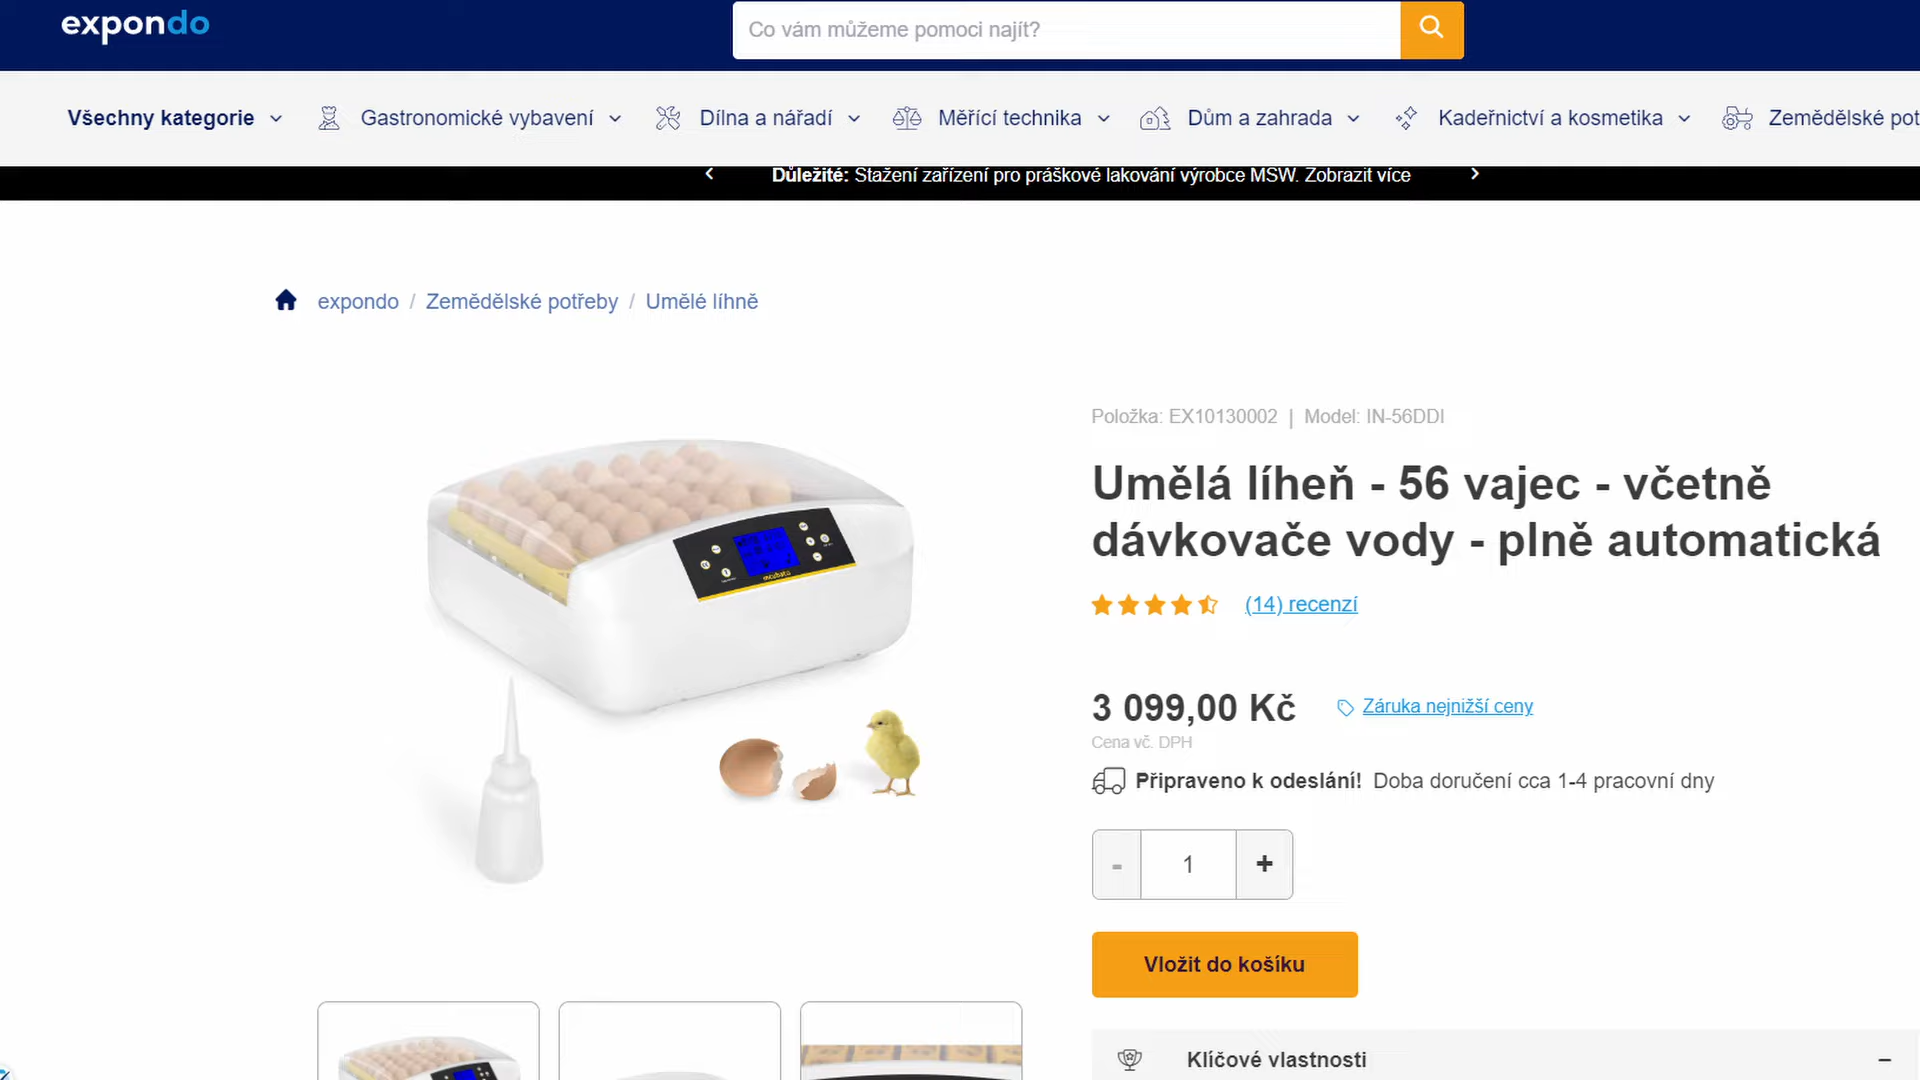 expondo
Co vám můžeme pomoci najít?
Všechny kategorie
Gastronomické vybavení
Dílna a nářadí
Měřící technika
Dům a zahrada
Kadeřnictví a kosmetika
Zemědělské pot
Důležité: Stažení zařízení pro práškové lakování výrobce MSW. Zobrazit více
expondo / Zemědělské potřeby / Umělé líhně
Položka: EX10130002 | Model: IN-56DDI
Umělá líheň - 56 vajec - včetně
dávkovače vody - plně automatická
(14) recenzí
3 099,00 Kč
Záruka nejnižší ceny
Cena vč. DPH
Připraveno k odeslání! Doba doručení cca 1-4 pracovní dny
- 1 +
Vložit do košíku
Klíčové vlastnosti